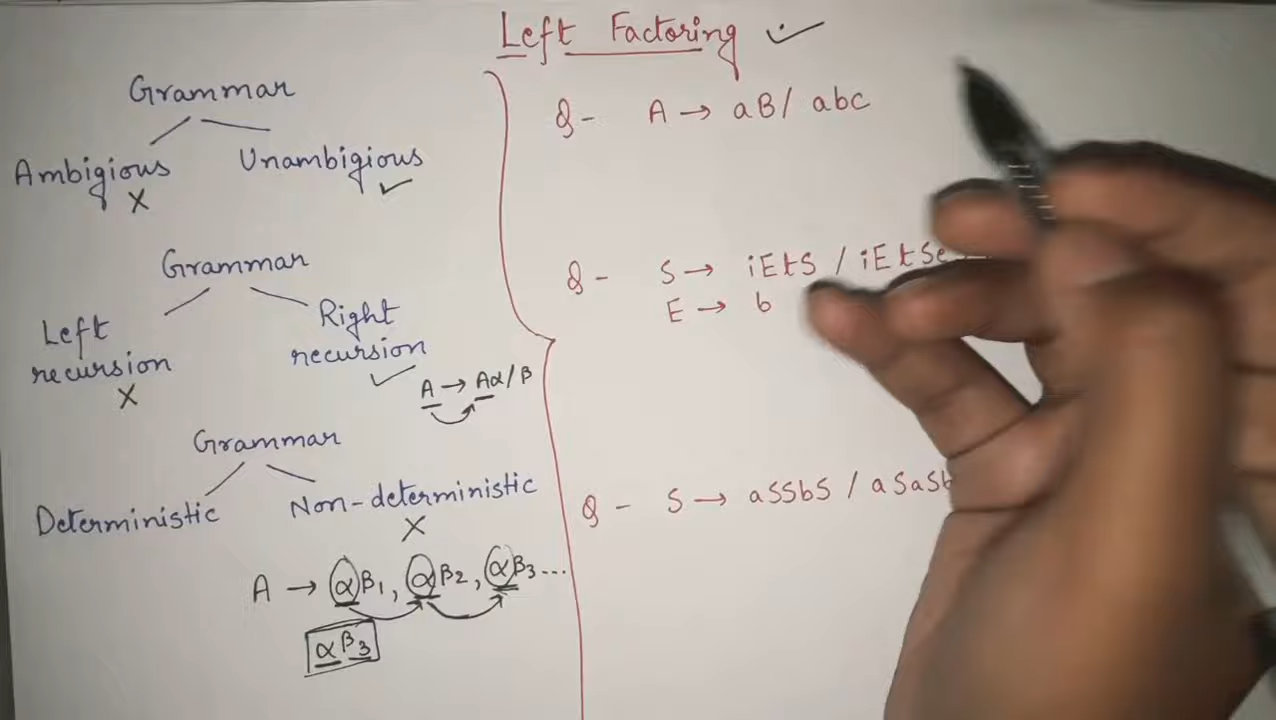 Left Factoring
Grammar
Ambigious Unambigious
Grammar
Left recursion
Right recursion
A → Aα/β
Grammar
Deterministic
Non-deterministic
A → αβ1, αβ2, αβ3...
αβ3
Q- A → aB/ abc
Q- S → iEtS / iEtSe
E → b
Q- S → aSSbS / aSaSb